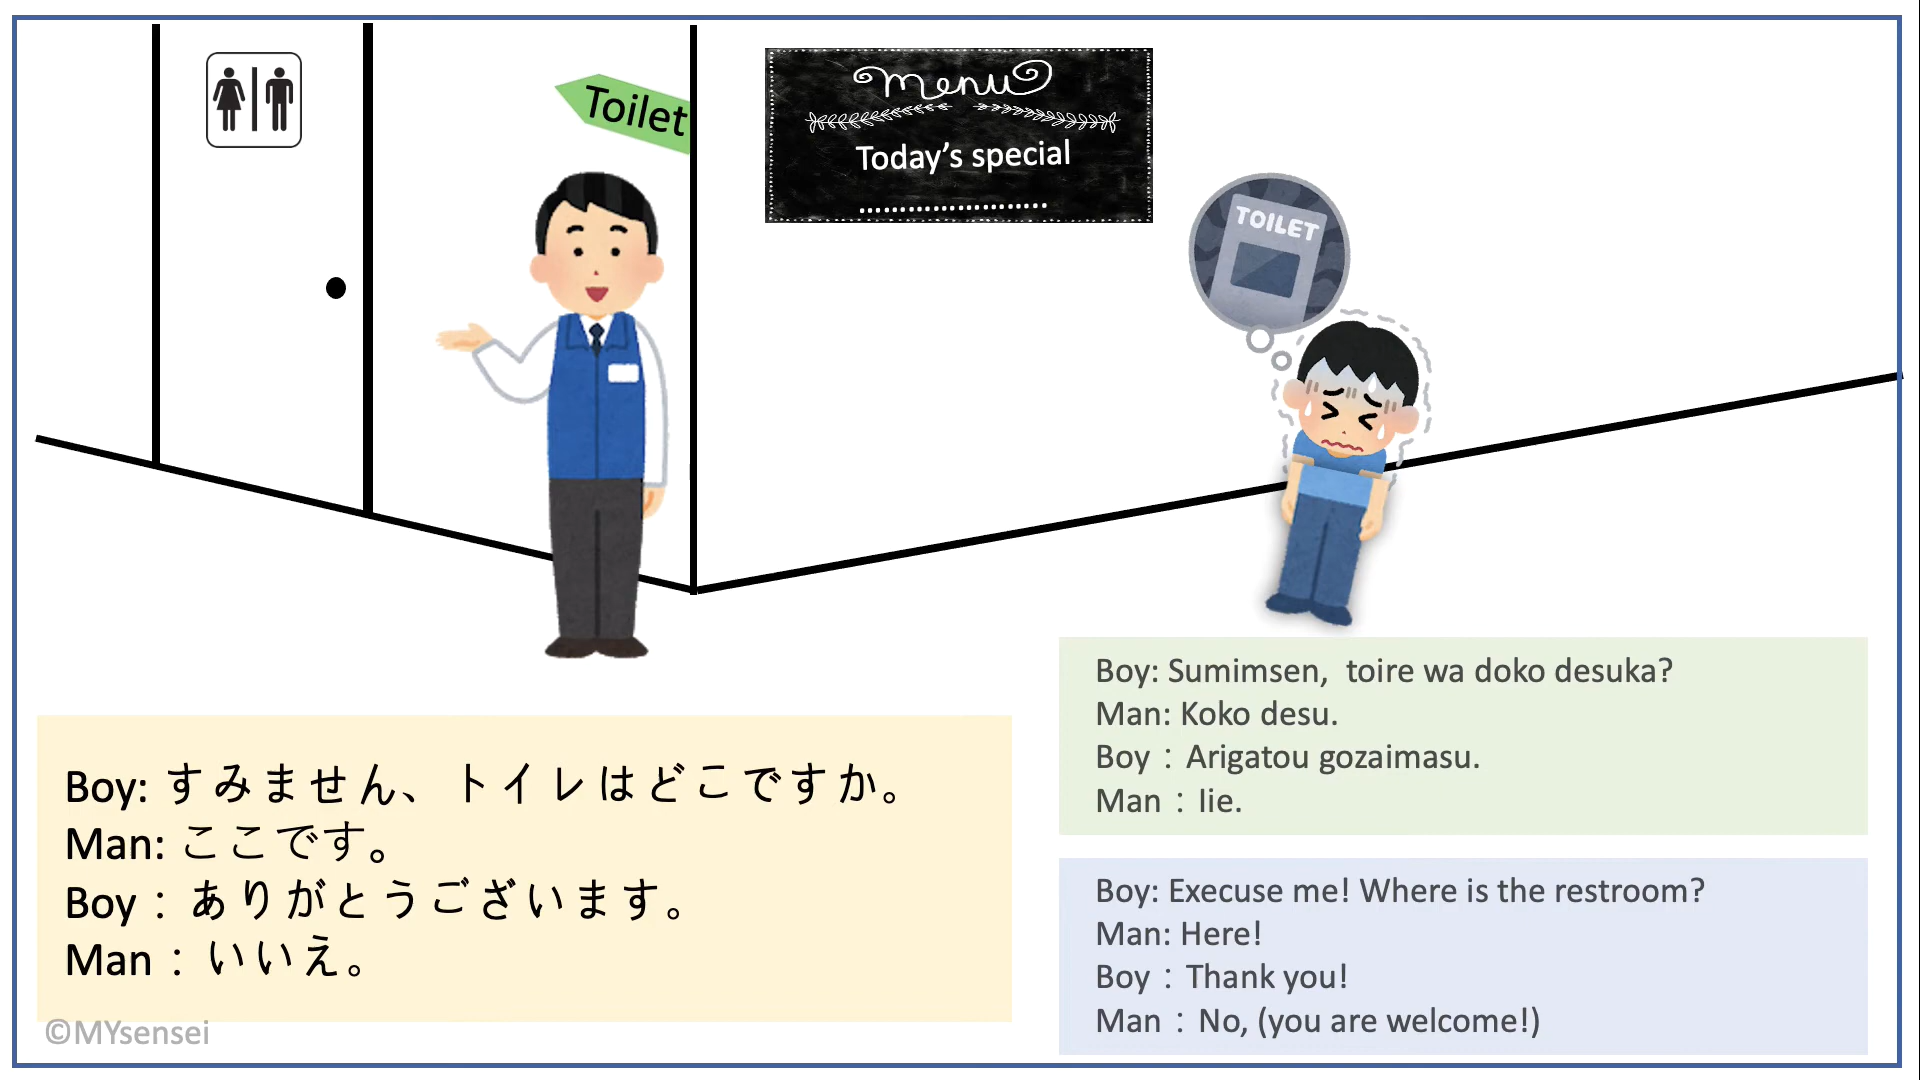 Toilet
Menu
Today's special
....................
TOILET
Boy: Sumimsen,  toire wa doko desuka?
Man: Koko desu.
Boy：Arigatou gozaimasu.
Man：Iie.
Boy: すみません、トイレはどこですか。
Man: ここです。
Boy：ありがとうございます。
Man：いいえ。
Boy: Execuse me! Where is the restroom?
Man: Here!
Boy：Thank you!
Man：No, (you are welcome!)
©MYsensei